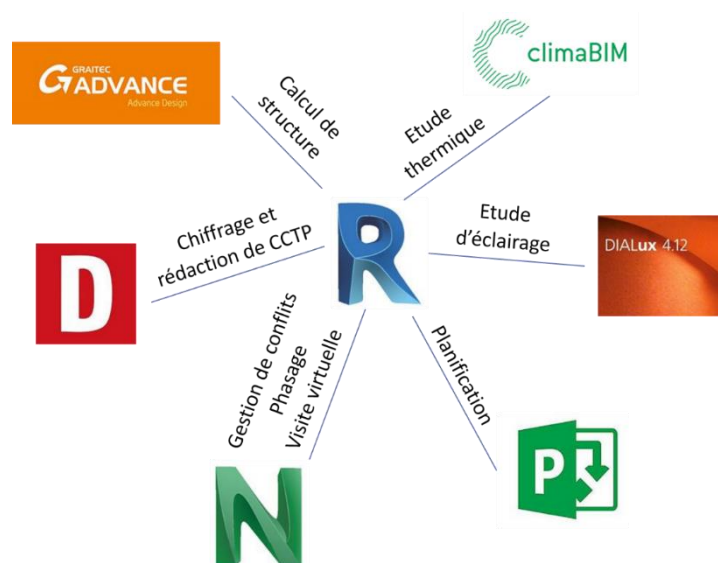 GRAITEC
ADVANCE
Advance Design
climaBIM
Calcul de
structure
Etude
thermique
Chiffrage et
rédaction de CCTP
R
Etude
d'éclairage
DIALux 4.12
D
Gestion de conflits
Phasage
Visite virtuelle
Planification
N
P